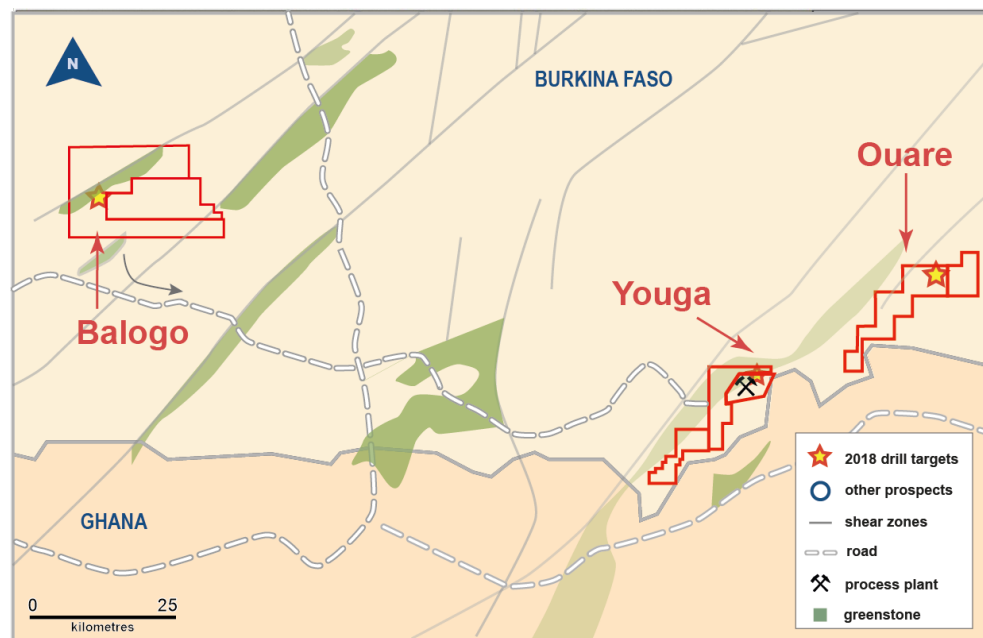 N
BURKINA FASO
Ouare
Youga
Balogo
GHANA
0 25
kilometres
2018 drill targets
other prospects
shear zones
road
process plant
greenstone